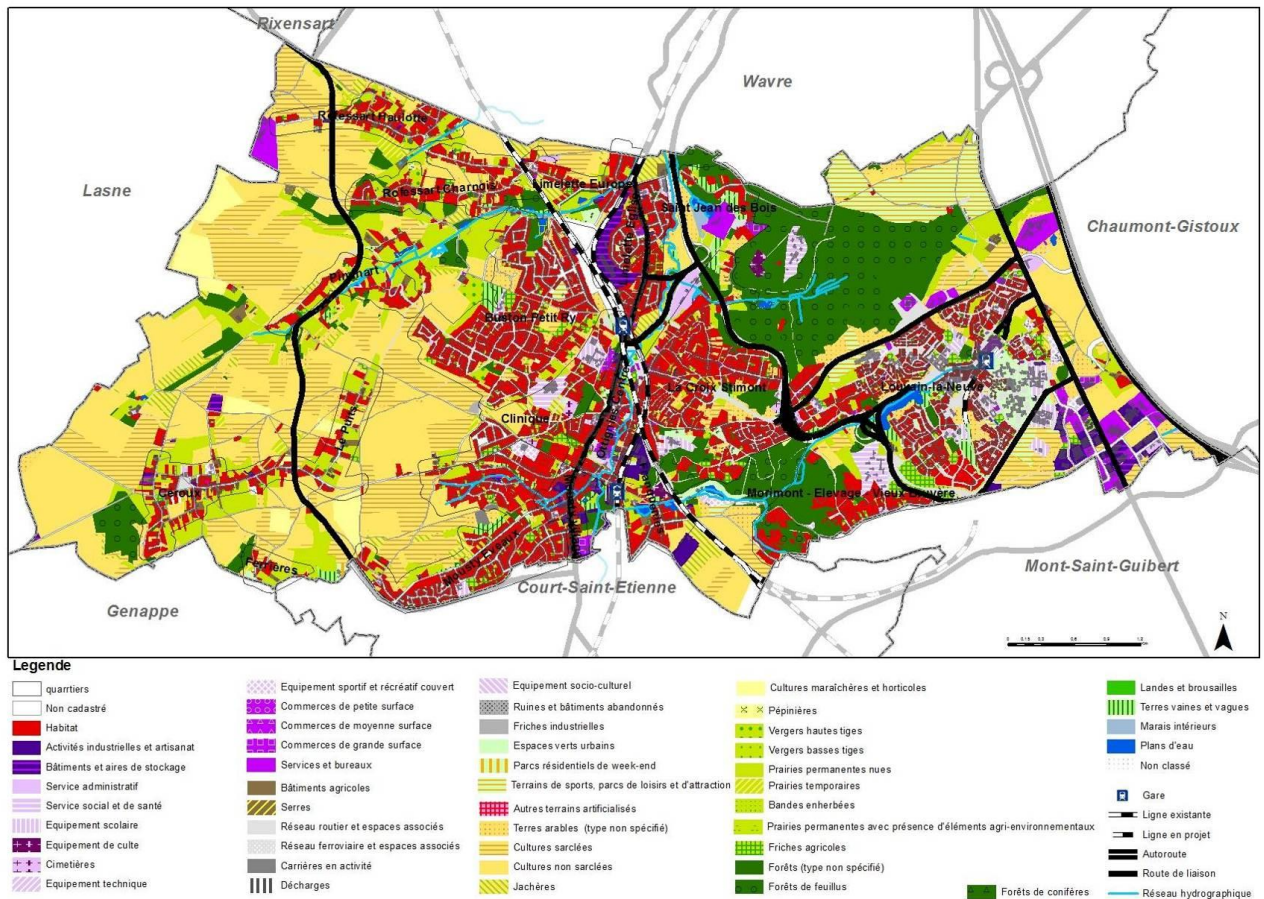 Rixensart
Wavre
Lasne
Chaumont-Gistoux
Rofessart Paulotte
Rofessart Charnois
Limelette Europe
Saint Jean des Bois
Pinchart
Buston Petit Ry
La Croix Stimont
Louvain-la-Neuve
Le Puits
Clinique
Céroux
Morimont - Elevage - Vieux Bruyère
Ferrières
Court-Saint-Etienne
Genappe
Mont-Saint-Guibert
N
Legende
quarrtiers
Non cadastré
Habitat
Activités industrielles et artisanat
Bâtiments et aires de stockage
Service administratif
Service social et de santé
Equipement scolaire
Equipement de culte
Cimetières
Equipement technique
Equipement sportif et récréatif couvert
Commerces de petite surface
Commerces de moyenne surface
Commerces de grande surface
Services et bureaux
Bâtiments agricoles
Serres
Réseau routier et espaces associés
Réseau ferroviaire et espaces associés
Carrières en activité
Décharges
Equipement socio-culturel
Ruines et bâtiments abandonnés
Friches industrielles
Espaces verts urbains
Parcs résidentiels de week-end
Terrains de sports, parcs de loisirs et d'attraction
Autres terrains artificialisés
Terres arables (type non spécifié)
Cultures sarclées
Cultures non sarclées
Jachères
Cultures maraîchères et horticoles
Pépinières
Vergers hautes tiges
Vergers basses tiges
Prairies permanentes nues
Prairies temporaires
Bandes enherbées
Prairies permanentes avec présence d'éléments agri-environnementaux
Friches agricoles
Forêts (type non spécifié)
Forêts de feuillus
Forêts de conifères
Landes et brousailles
Terres vaines et vagues
Marais intérieurs
Plans d'eau
Non classé
Gare
Ligne existante
Ligne en projet
Autoroute
Route de liaison
Réseau hydrographique